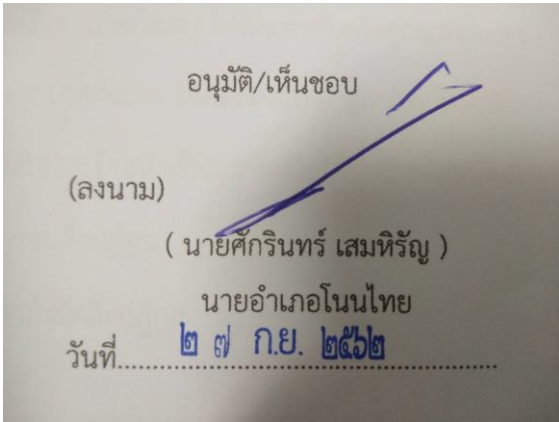 อนุมัติ/เห็นชอบ
(ลงนาม)
( นายศักรินทร์ เสมหิรัญ )
นายอำเภอโนนไทย
วันที่.......๒ ๗ ก.ย. ๒๕๖๒.......